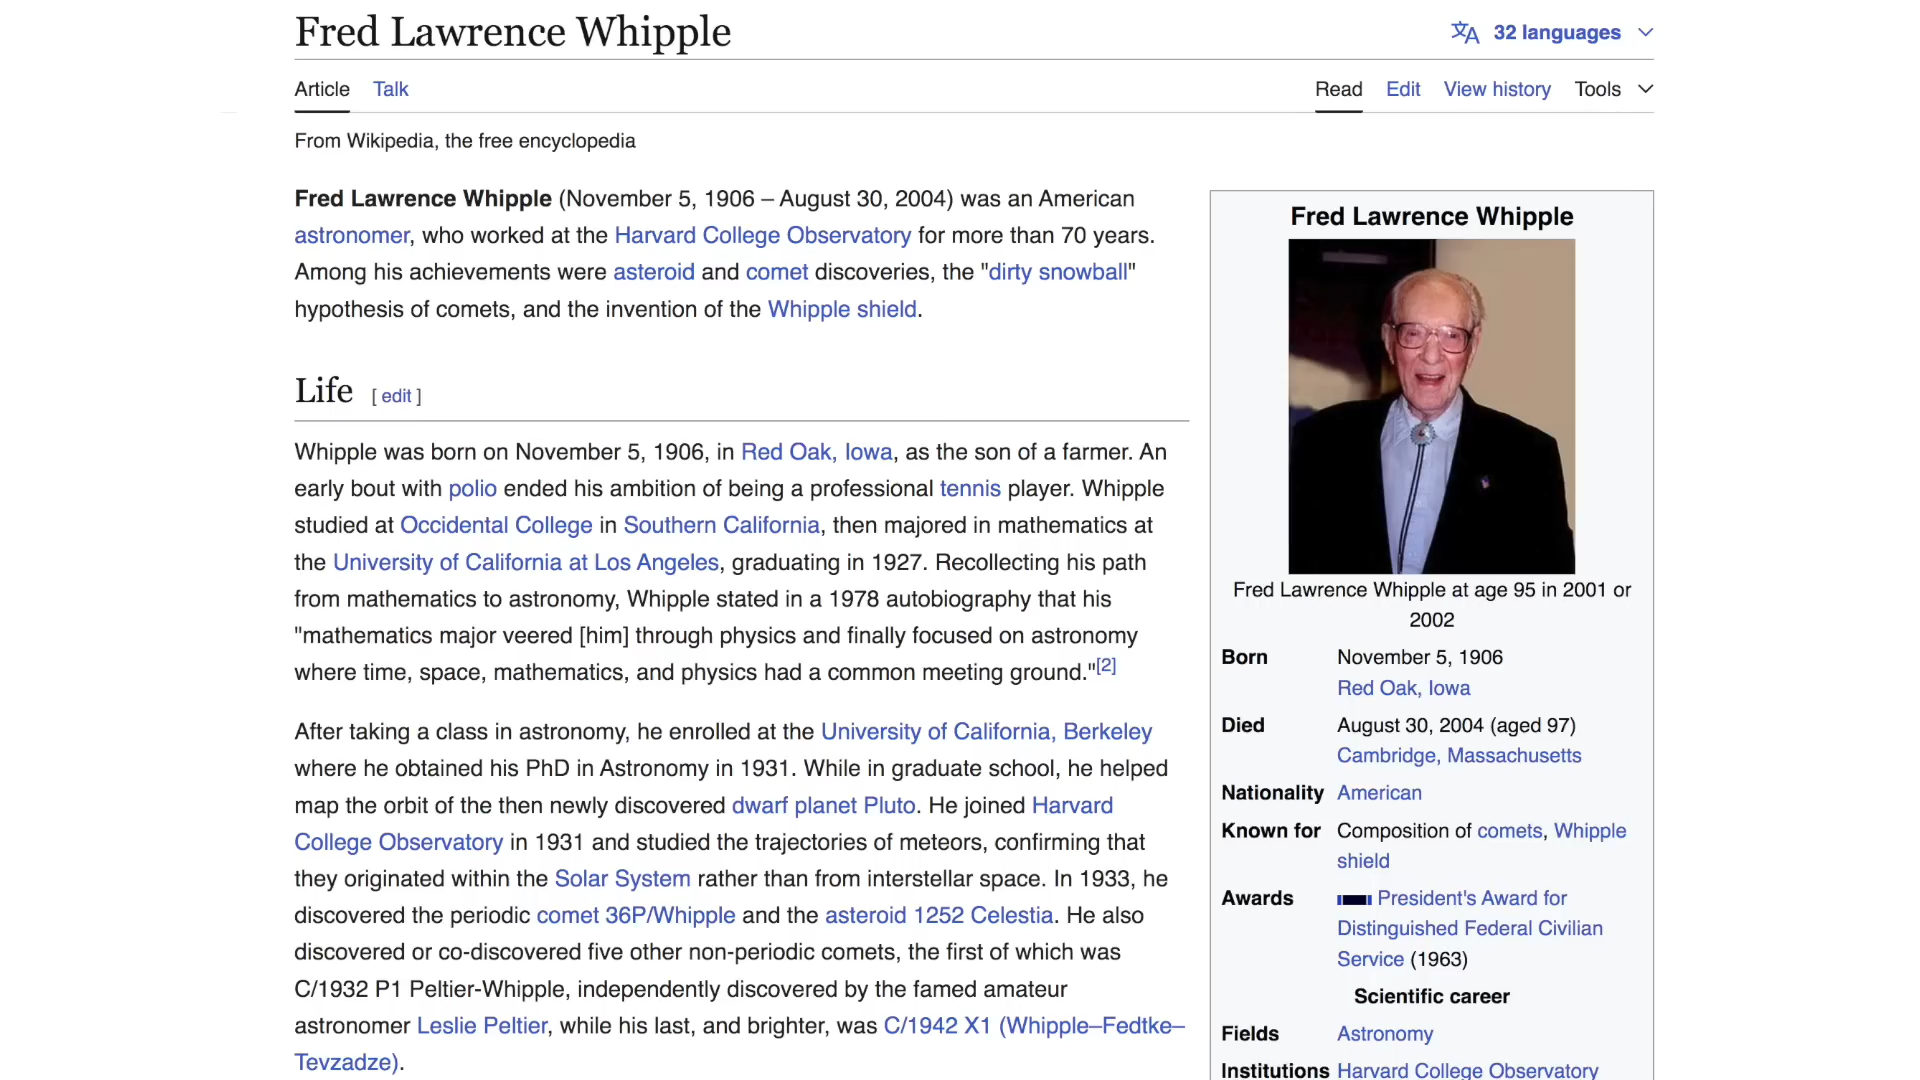 Fred Lawrence Whipple
32 languages
Article Talk
Read Edit View history Tools
From Wikipedia, the free encyclopedia
Fred Lawrence Whipple (November 5, 1906 – August 30, 2004) was an American
astronomer, who worked at the Harvard College Observatory for more than 70 years.
Among his achievements were asteroid and comet discoveries, the "dirty snowball"
hypothesis of comets, and the invention of the Whipple shield.
Life [ edit ]
Whipple was born on November 5, 1906, in Red Oak, Iowa, as the son of a farmer. An
early bout with polio ended his ambition of being a professional tennis player. Whipple
studied at Occidental College in Southern California, then majored in mathematics at
the University of California at Los Angeles, graduating in 1927. Recollecting his path
from mathematics to astronomy, Whipple stated in a 1978 autobiography that his
"mathematics major veered [him] through physics and finally focused on astronomy
where time, space, mathematics, and physics had a common meeting ground."[2]
After taking a class in astronomy, he enrolled at the University of California, Berkeley
where he obtained his PhD in Astronomy in 1931. While in graduate school, he helped
map the orbit of the then newly discovered dwarf planet Pluto. He joined Harvard
College Observatory in 1931 and studied the trajectories of meteors, confirming that
they originated within the Solar System rather than from interstellar space. In 1933, he
discovered the periodic comet 36P/Whipple and the asteroid 1252 Celestia. He also
discovered or co-discovered five other non-periodic comets, the first of which was
C/1932 P1 Peltier-Whipple, independently discovered by the famed amateur
astronomer Leslie Peltier, while his last, and brighter, was C/1942 X1 (Whipple–Fedtke–
Tevzadze).
Fred Lawrence Whipple
Fred Lawrence Whipple at age 95 in 2001 or
2002
Born November 5, 1906
Red Oak, Iowa
Died August 30, 2004 (aged 97)
Cambridge, Massachusetts
Nationality American
Known for Composition of comets, Whipple
shield
Awards President's Award for
Distinguished Federal Civilian
Service (1963)
Scientific career
Fields Astronomy
Institutions Harvard College Observatory